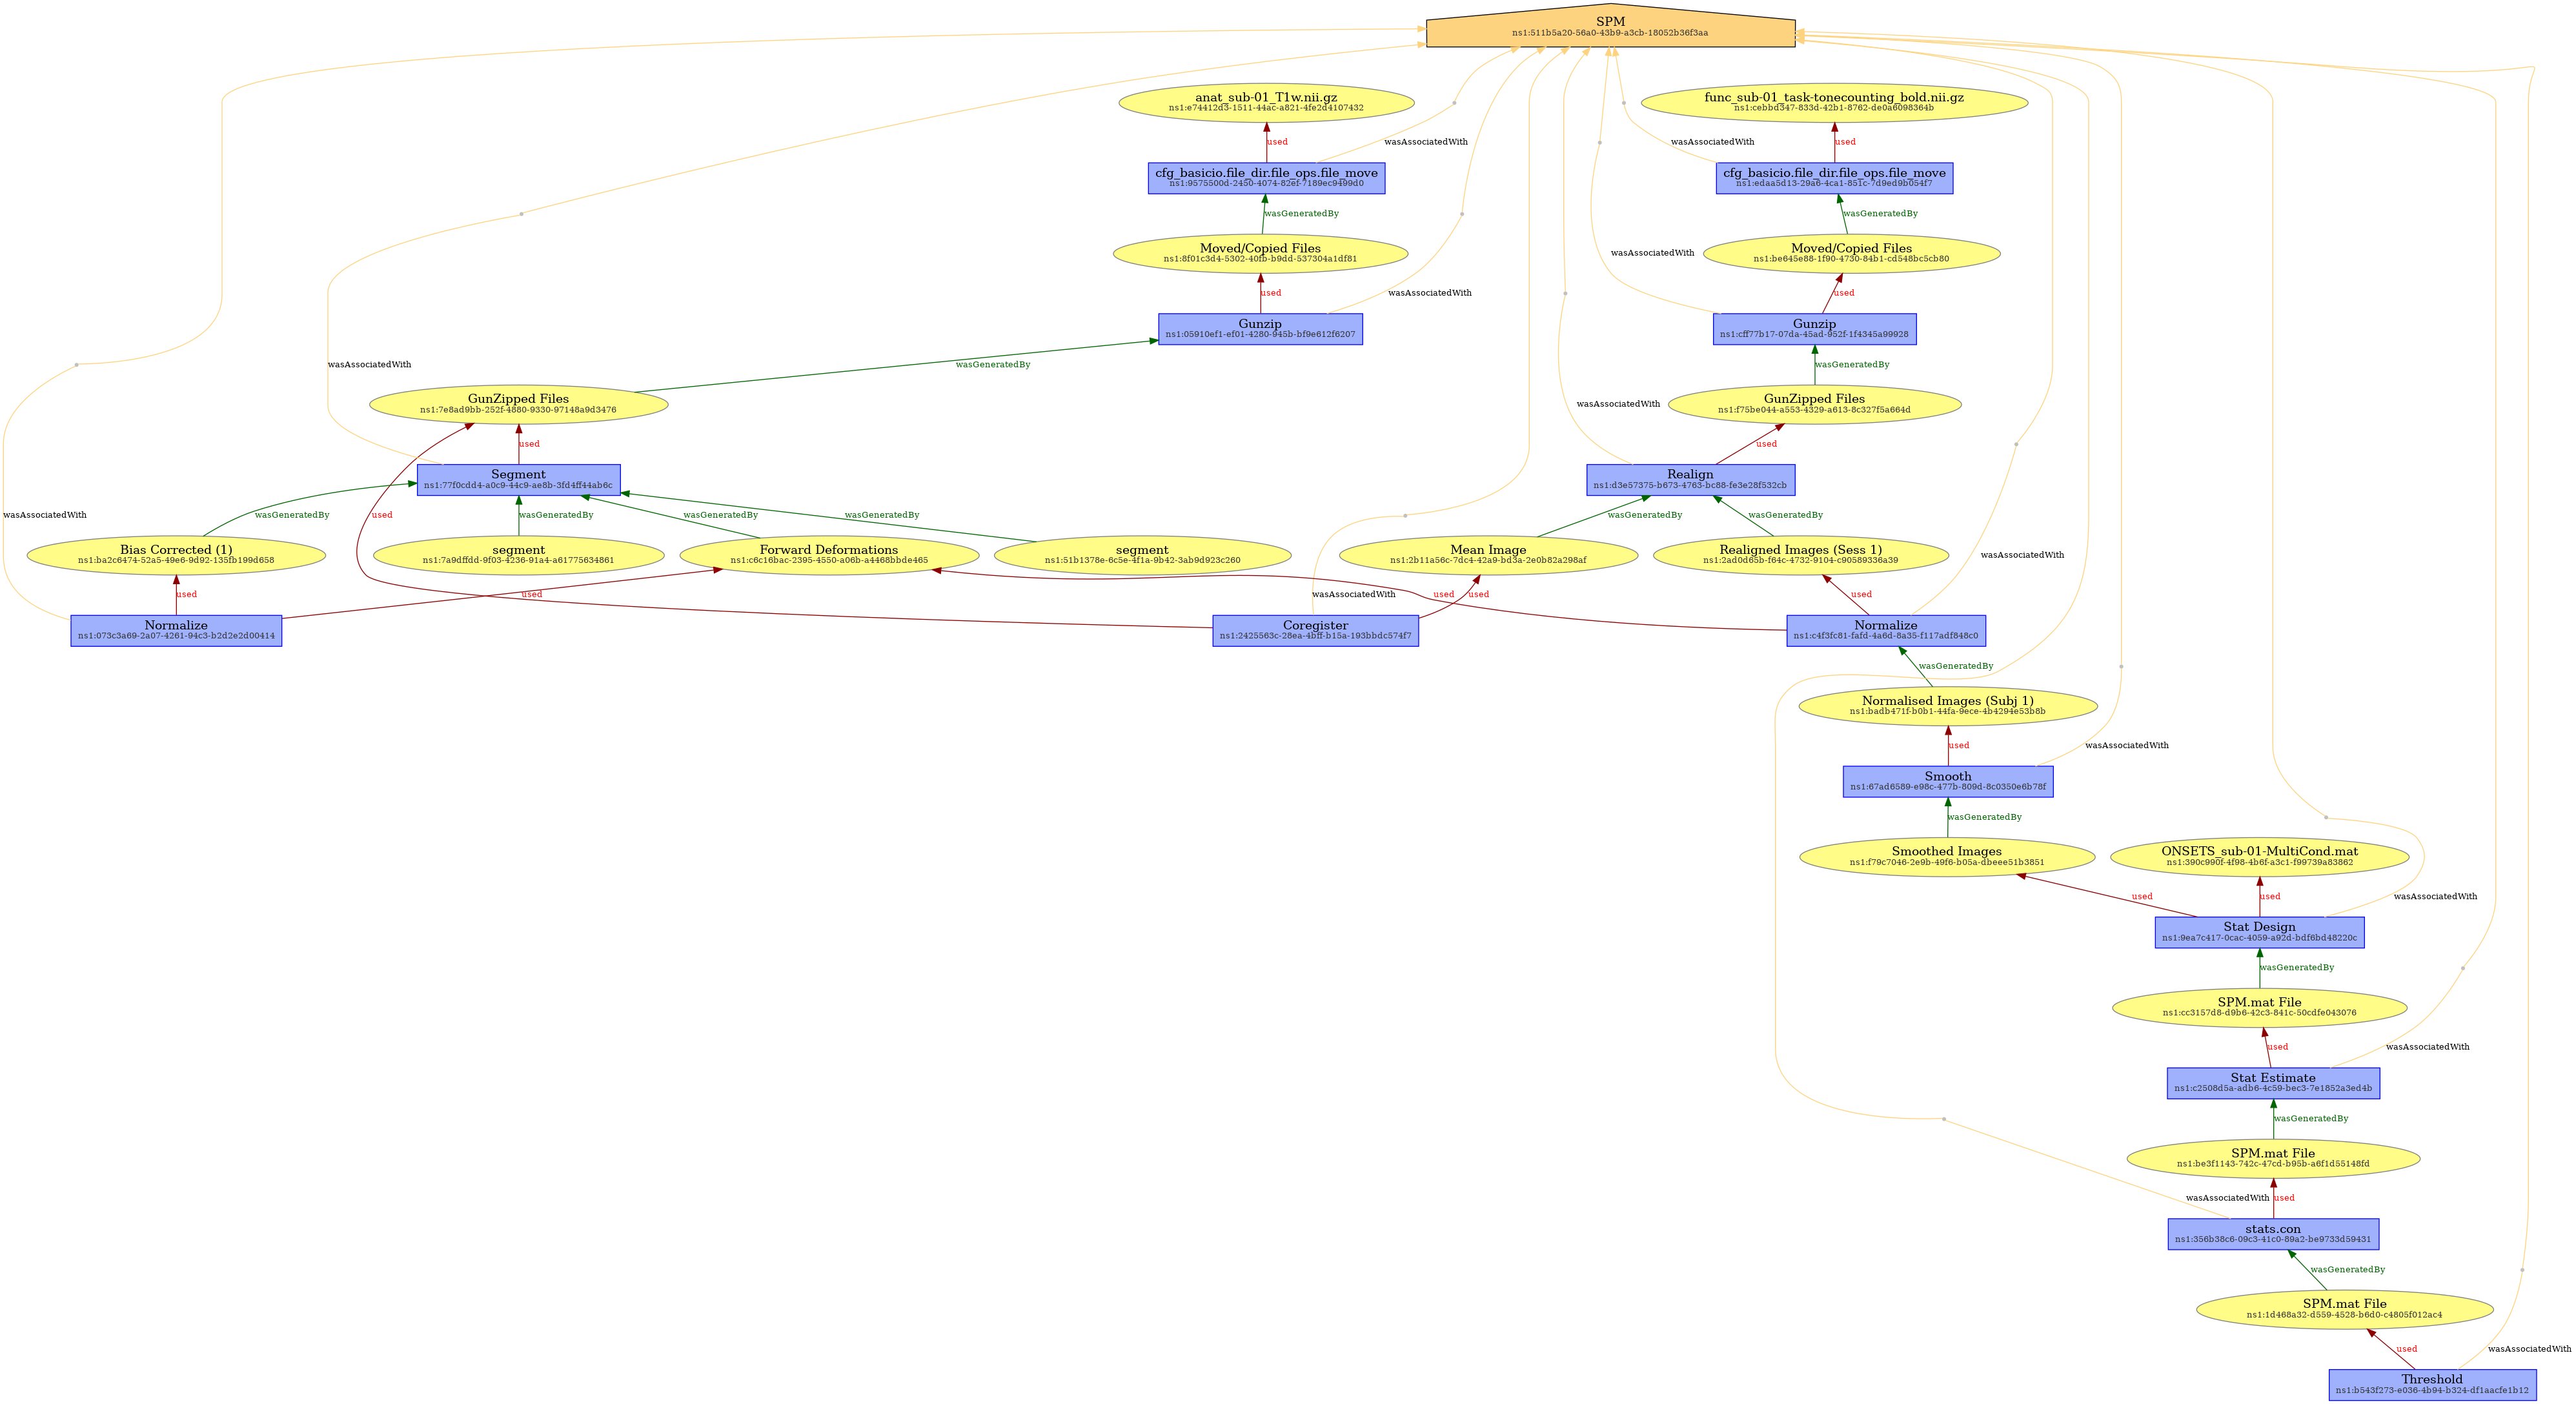 SPM
ns1:511b5a20-56a0-43b9-a3cb-18052b36f3aa
anat_sub-01_T1w.nii.gz
ns1:e74412d3-1511-44ac-a821-4fe2d4107432
func_sub-01_task-tonecounting_bold.nii.gz
ns1:cebbd347-833d-42b1-8762-de0a6098364b
used
wasAssociatedWith
wasAssociatedWith
used
cfg_basicio.file_dir.file_ops.file_move
ns1:9575500d-2450-4074-82ef-7189ec9499d0
cfg_basicio.file_dir.file_ops.file_move
ns1:edaa5d13-29a6-4ca1-851c-7d9ed9b054f7
wasGeneratedBy
wasGeneratedBy
Moved/Copied Files
ns1:8f01c3d4-5302-40fb-b9dd-537304a1df81
wasAssociatedWith
Moved/Copied Files
ns1:be645e88-1f90-4730-84b1-cd548bc5cb80
used
wasAssociatedWith
used
Gunzip
ns1:05910ef1-ef01-4280-945b-bf9e612f6207
Gunzip
ns1:cff77b17-07da-45ad-952f-1f4345a99928
wasAssociatedWith
wasGeneratedBy
wasGeneratedBy
GunZipped Files
ns1:7e8ad9bb-252f-4880-9330-97148a9d3476
wasAssociatedWith
GunZipped Files
ns1:f75be044-a553-4329-a613-8c327f5a664d
used
used
Segment
ns1:77f0cdd4-a0c9-44c9-ae8b-3fd4ff44ab6c
Realign
ns1:d3e57375-b673-4763-bc88-fe3e28f532cb
wasAssociatedWith
wasGeneratedBy
used
wasGeneratedBy
wasGeneratedBy
wasGeneratedBy
wasGeneratedBy
wasGeneratedBy
Bias Corrected (1)
ns1:ba2c6474-52a5-49e6-9d92-135fb199d658
segment
ns1:7a9dffdd-9f03-4236-91a4-a61775634861
Forward Deformations
ns1:c6c16bac-2395-4550-a06b-a4468bbde465
segment
ns1:51b1378e-6c5e-4f1a-9b42-3ab9d923c260
Mean Image
ns1:2b11a56c-7dc4-42a9-bd3a-2e0b82a298af
Realigned Images (Sess 1)
ns1:2ad0d65b-f64c-4732-9104-c90589336a39
wasAssociatedWith
used
used
wasAssociatedWith
used
used
used
Normalize
ns1:073c3a69-2a07-4261-94c3-b2d2e2d00414
Coregister
ns1:2425563c-28ea-4bff-b15a-193bbdc574f7
Normalize
ns1:c4f3fc81-fafd-4a6d-8a35-f117adf848c0
wasGeneratedBy
Normalised Images (Subj 1)
ns1:badb471f-b0b1-44fa-9ece-4b4294e53b8b
used
wasAssociatedWith
Smooth
ns1:67ad6589-e98c-477b-809d-8c0350e6b78f
wasGeneratedBy
Smoothed Images
ns1:f79c7046-2e9b-49f6-b05a-dbeee51b3851
ONSETS_sub-01-MultiCond.mat
ns1:390c990f-4f98-4b6f-a3c1-f99739a83862
used
used
wasAssociatedWith
Stat Design
ns1:9ea7c417-0cac-4059-a92d-bdf6bd48220c
wasGeneratedBy
SPM.mat File
ns1:cc3157d8-d9b6-42c3-841c-50cdfe043076
used
wasAssociatedWith
Stat Estimate
ns1:c2508d5a-adb6-4c59-bec3-7e1852a3ed4b
wasGeneratedBy
SPM.mat File
ns1:be3f1143-742c-47cd-b95b-a6f1d55148fd
wasAssociatedWith
used
stats.con
ns1:356b38c6-09c3-41c0-89a2-be9733d59431
wasGeneratedBy
SPM.mat File
ns1:1d468a32-d559-4528-b6d0-c4805f012ac4
used
wasAssociatedWith
Threshold
ns1:b543f273-e036-4b94-b324-df1aacfe1b12